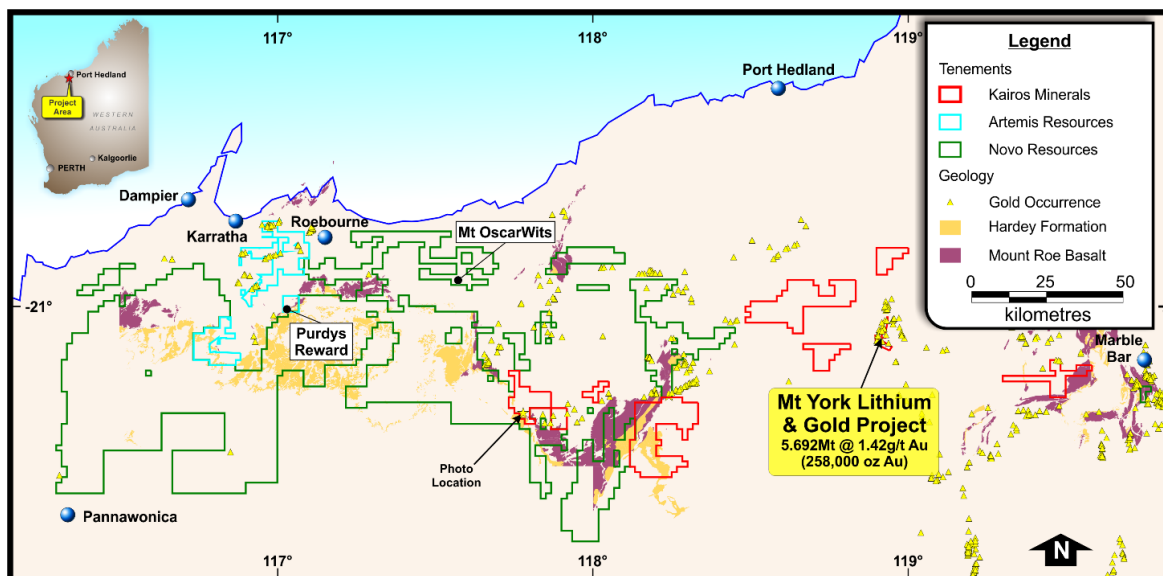 117°
118°
119°
Port Hedland
Project
Area
WESTERN
AUSTRALIA
Kalgoorlie
PERTH
Port Hedland
Dampier
Karratha
Roebourne
Mt OscarWits
-21°
-21°
Purdys
Reward
Marble
Bar
Mt York Lithium
& Gold Project
5.692Mt @ 1.42g/t Au
(258,000 oz Au)
Photo
Location
Pannawonica
117°
118°
119°
N
Legend
Tenements
Kairos Minerals
Artemis Resources
Novo Resources
Geology
Gold Occurrence
Hardey Formation
Mount Roe Basalt
0 25 50
kilometres